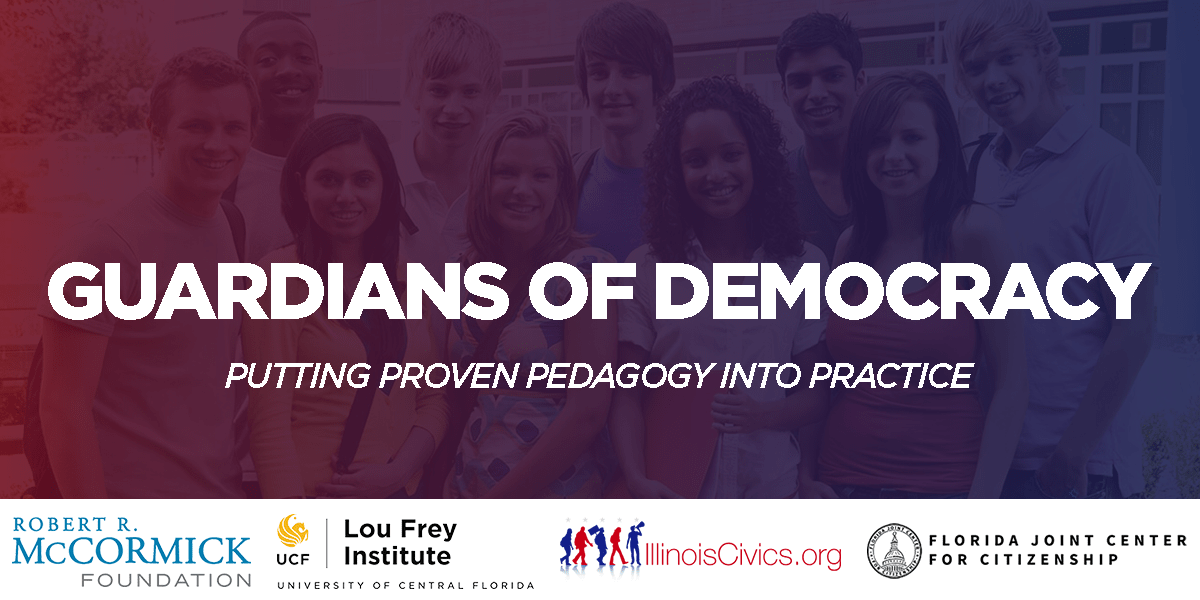 GUARDIANS OF DEMOCRACY
PUTTING PROVEN PEDAGOGY INTO PRACTICE
ROBERT R.
McCORMICK
FOUNDATION
UCF
Lou Frey
Institute
UNIVERSITY OF CENTRAL FLORIDA
IllinoisCivics.org
FLORIDA JOINT CENTER
FOR CITIZENSHIP